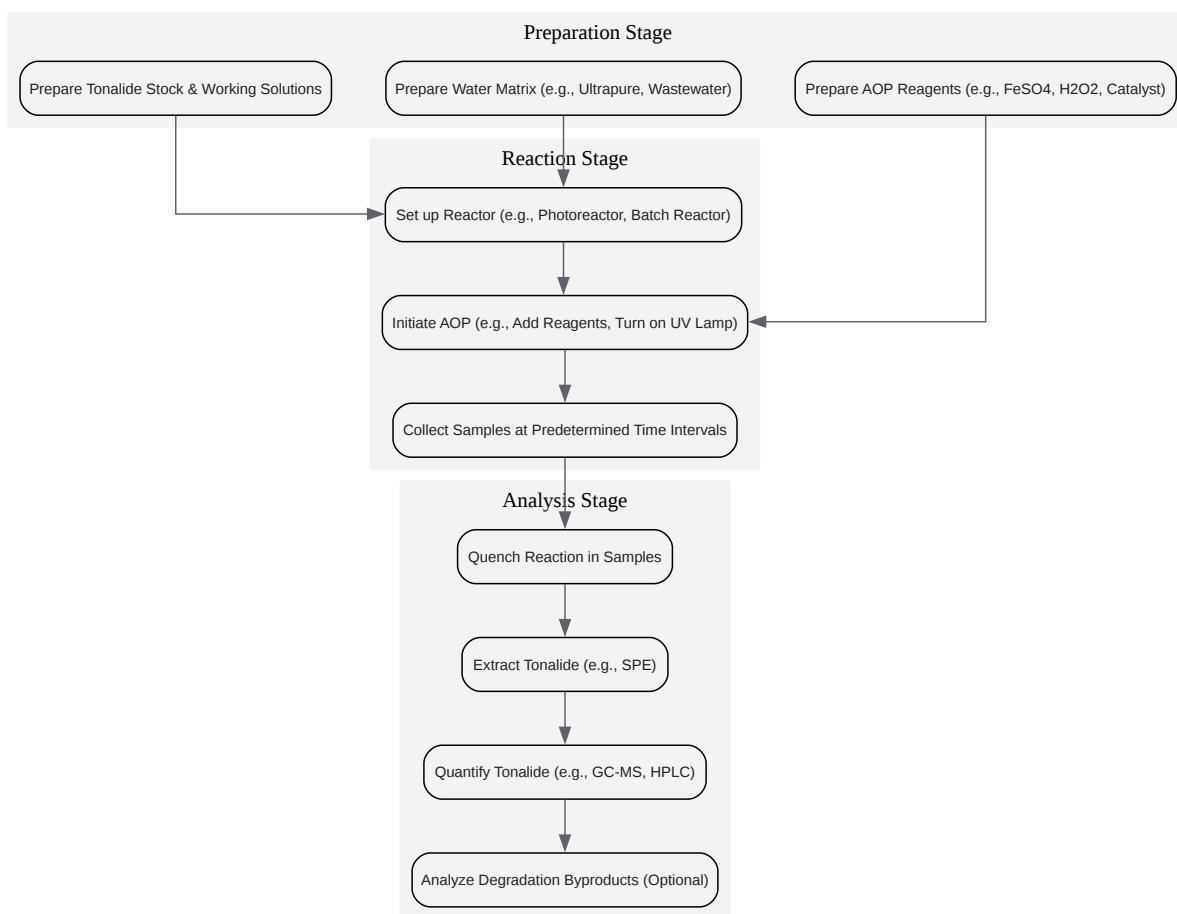 Preparation Stage
Prepare Tonalide Stock & Working Solutions
Prepare Water Matrix (e.g., Ultrapure, Wastewater)
Prepare AOP Reagents (e.g., FeSO4, H2O2, Catalyst)
Reaction Stage
Set up Reactor (e.g., Photoreactor, Batch Reactor)
Initiate AOP (e.g., Add Reagents, Turn on UV Lamp)
Collect Samples at Predetermined Time Intervals
Analysis Stage
Quench Reaction in Samples
Extract Tonalide (e.g., SPE)
Quantify Tonalide (e.g., GC-MS, HPLC)
Analyze Degradation Byproducts (Optional)